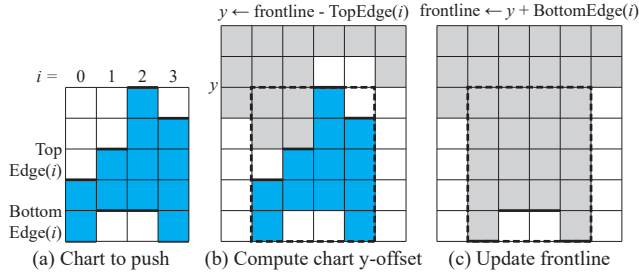 y ← frontline - TopEdge(i)
frontline ← y + BottomEdge(i)
i = 0 1 2 3
y
Top
Edge(i)
Bottom
Edge(i)
(a) Chart to push
(b) Compute chart y-offset
(c) Update frontline